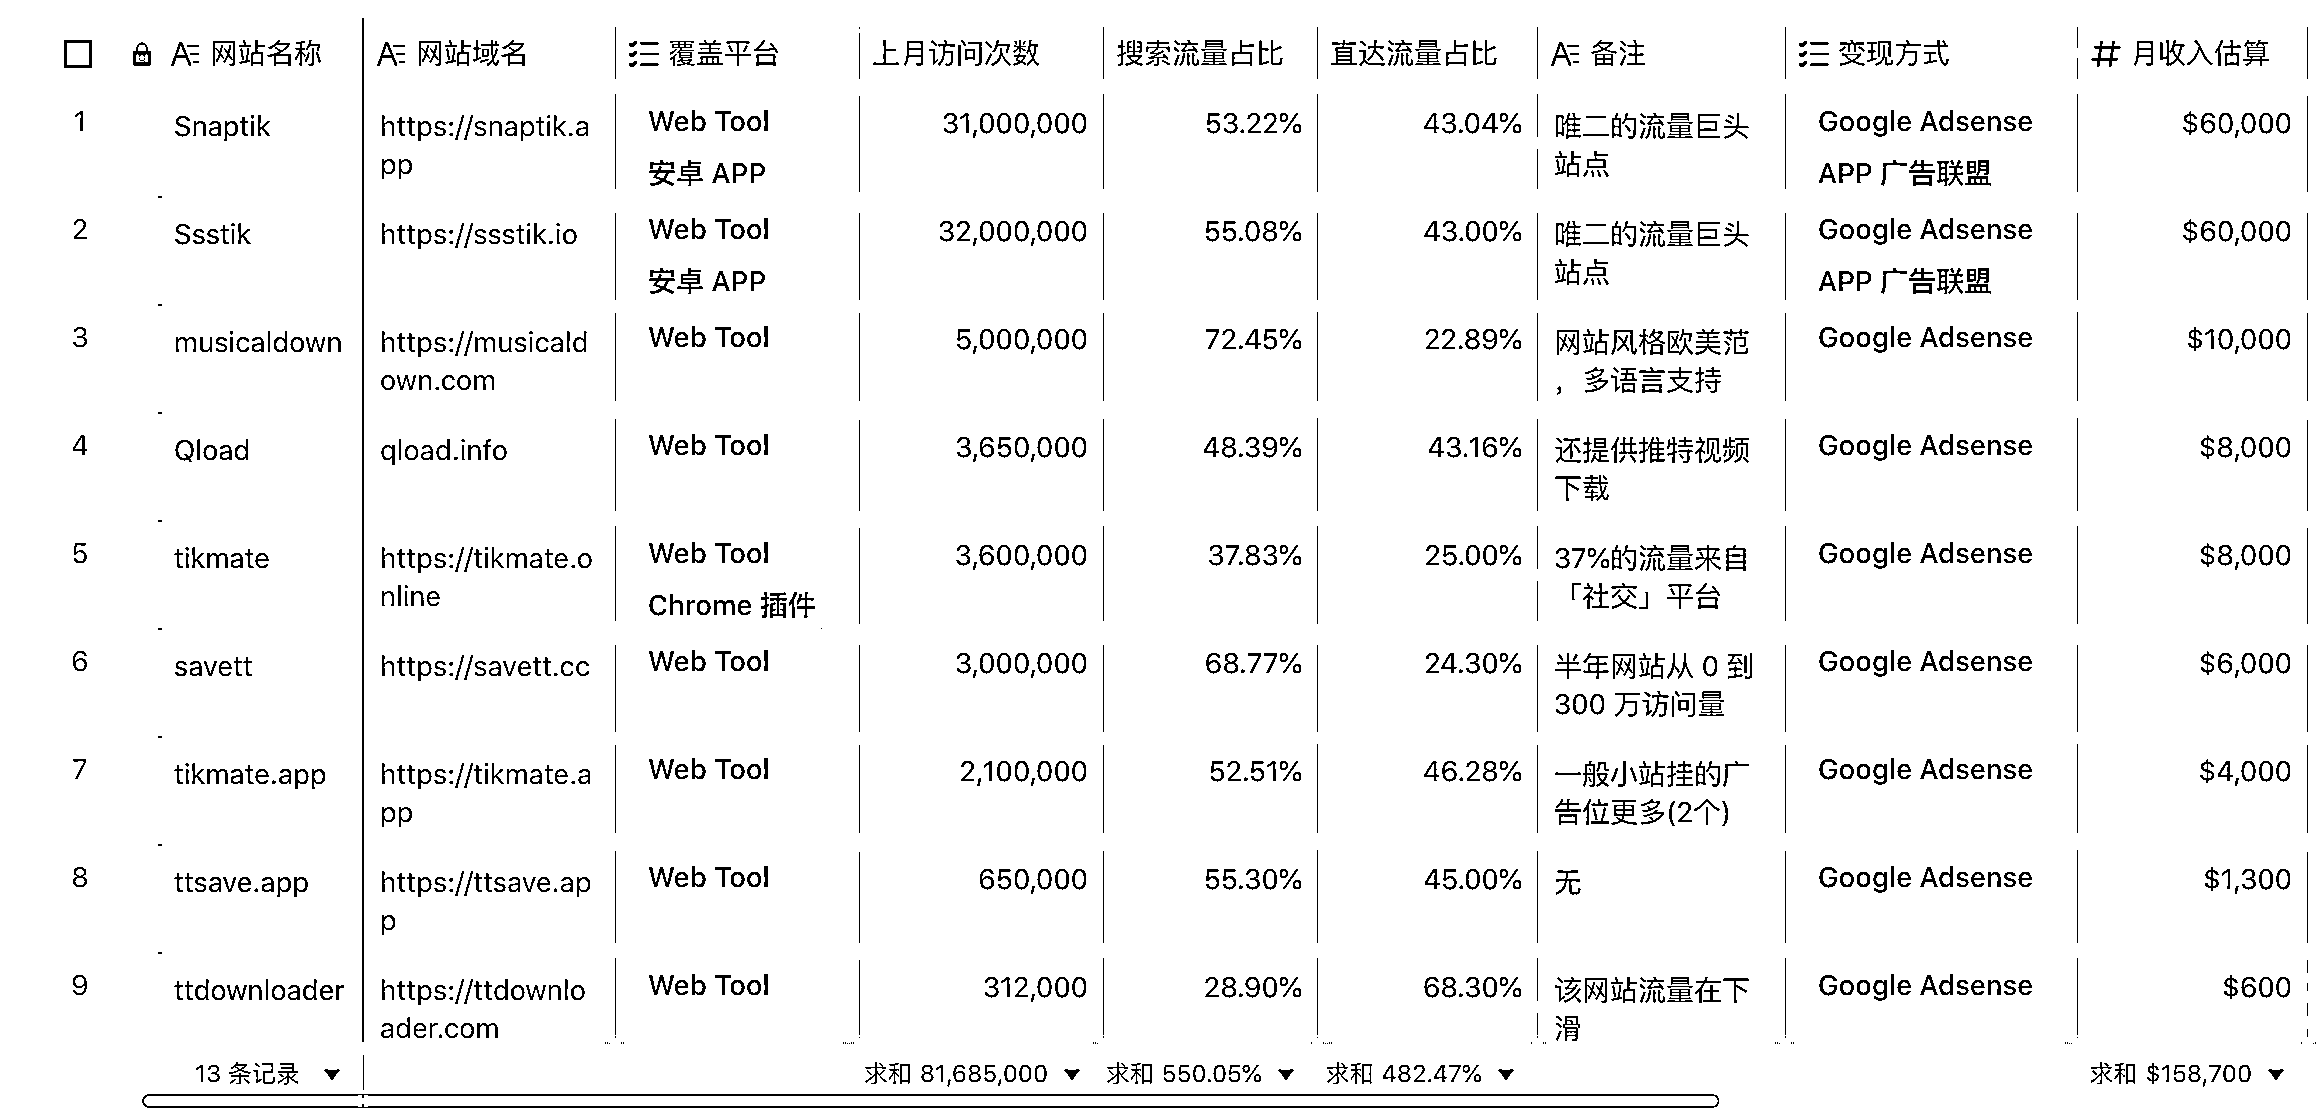 网站名称 网站域名 覆盖平台 上月访问次数 搜索流量占比 直达流量占比 备注 变现方式 月收入估算
1 Snaptik https://snaptik.a Web Tool 31,000,000 53.22% 43.04% 唯二的流量巨头 Google Adsense $60,000
pp 安卓 APP 站点 APP 广告联盟
2 Ssstik https://ssstik.io Web Tool 32,000,000 55.08% 43.00% 唯二的流量巨头 Google Adsense $60,000
安卓 APP 站点 APP 广告联盟
3 musicaldown https://musicald Web Tool 5,000,000 72.45% 22.89% 网站风格欧美范 Google Adsense $10,000
own.com ，多语言支持
4 Qload qload.info Web Tool 3,650,000 48.39% 43.16% 还提供推特视频 Google Adsense $8,000
下载
5 tikmate https://tikmate.o Web Tool 3,600,000 37.83% 25.00% 37%的流量来自 Google Adsense $8,000
nline Chrome 插件 「社交」平台
6 savett https://savett.cc Web Tool 3,000,000 68.77% 24.30% 半年网站从 0 到 Google Adsense $6,000
300 万访问量
7 tikmate.app https://tikmate.a Web Tool 2,100,000 52.51% 46.28% 一般小站挂的广 Google Adsense $4,000
pp 告位更多(2个)
8 ttsave.app https://ttsave.ap Web Tool 650,000 55.30% 45.00% 无 Google Adsense $1,300
p
9 ttdownloader https://ttdownlo Web Tool 312,000 28.90% 68.30% 该网站流量在下 Google Adsense $600
ader.com 滑
13 条记录 求和 81,685,000 求和 550.05% 求和 482.47% 求和 $158,700